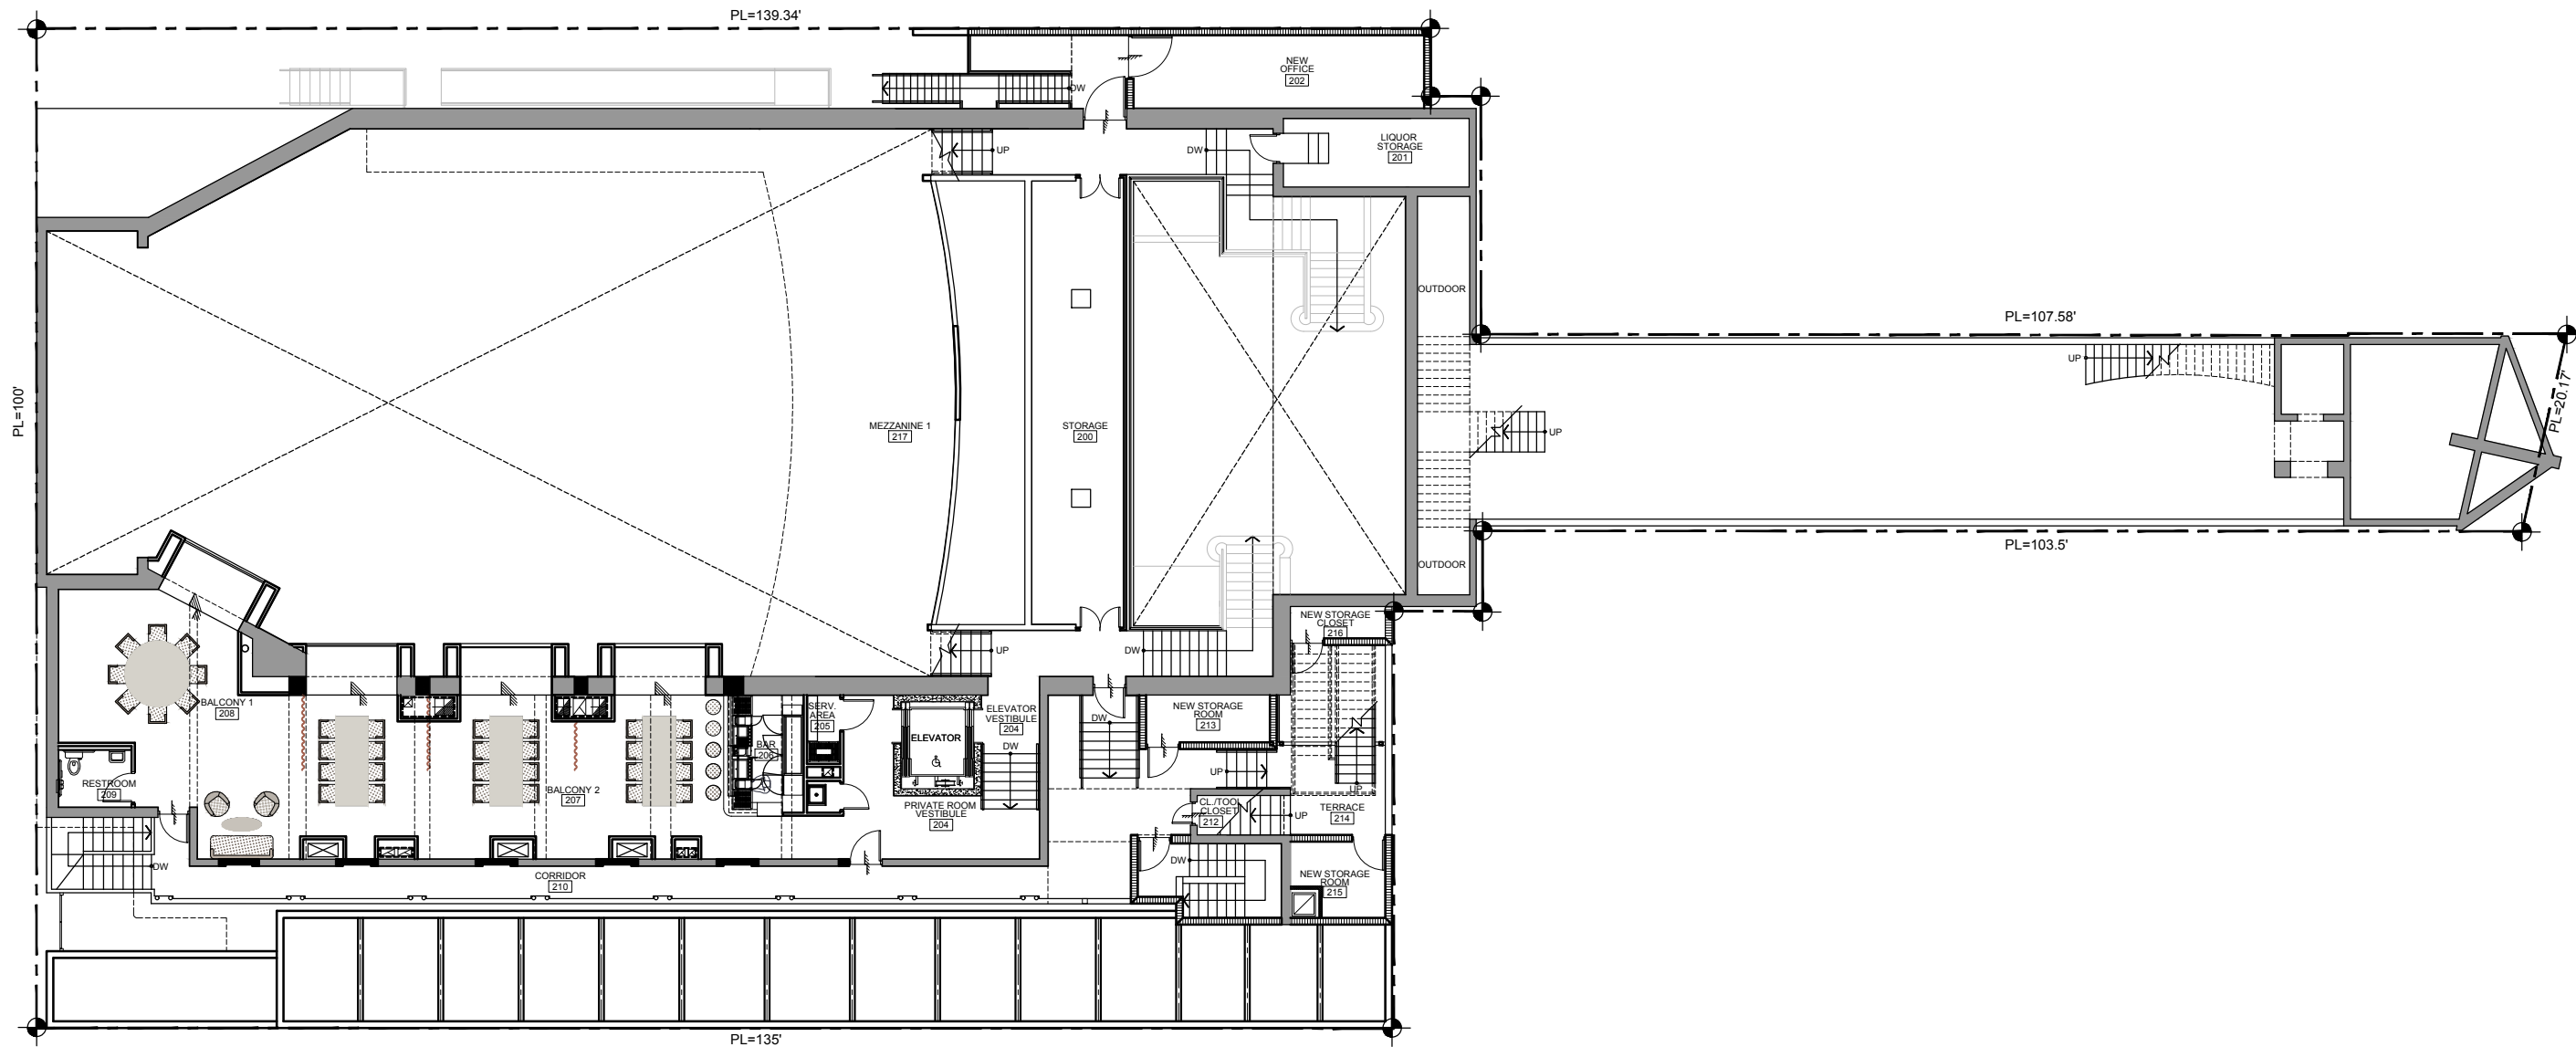 PL=139.34'
NEW
OFFICE
202
DW
LIQUOR
STORAGE
201
UP
DW
OUTDOOR
PL=107.58'
UP
PL=20.17'
PL=100'
MEZZANINE 1
217
STORAGE
200
UP
PL=103.5'
OUTDOOR
NEW STORAGE
CLOSET
216
UP
DW
BALCONY 1
208
SERV.
AREA
205
ELEVATOR
VESTIBULE
204
NEW STORAGE
ROOM
213
DW
ELEVATOR
BAR
206
DW
UP
RESTROOM
209
BALCONY 2
207
PRIVATE ROOM
VESTIBULE
204
CL./TOOL
CLOSET
212
UP
UP
TERRACE
214
DW
DW
CORRIDOR
210
NEW STORAGE
ROOM
215
PL=135'